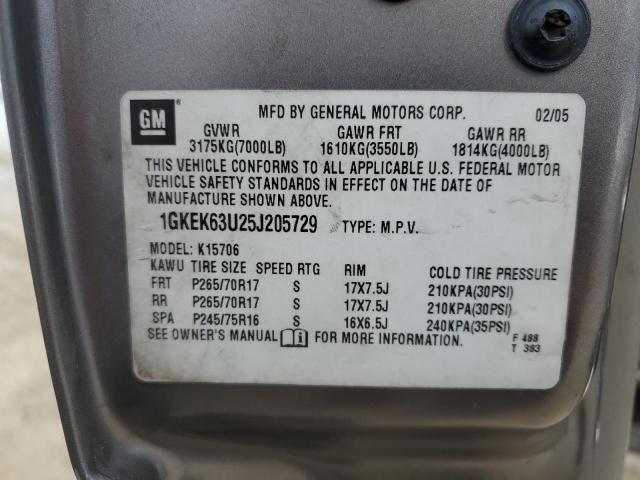 GM ® MFD BY GENERAL MOTORS CORP. 02/05
GVWR GAWR FRT GAWR RR
3175KG(7000LB) 1610KG(3550LB) 1814KG(4000LB)
THIS VEHICLE CONFORMS TO ALL APPLICABLE U.S. FEDERAL MOTOR
VEHICLE SAFETY STANDARDS IN EFFECT ON THE DATE OF
MANUFACTURE SHOWN ABOVE.
1GKEK63U25J205729 TYPE: M.P.V.
MODEL: K15706
KAWU TIRE SIZE SPEED RTG RIM COLD TIRE PRESSURE
FRT P265/70R17 S 17X7.5J 210KPA(30PSI)
RR P265/70R17 S 17X7.5J 210KPA(30PSI)
SPA P245/75R16 S 16X6.5J 240KPA(35PSI)
SEE OWNER'S MANUAL i FOR MORE INFORMATION.
F 488
T 383